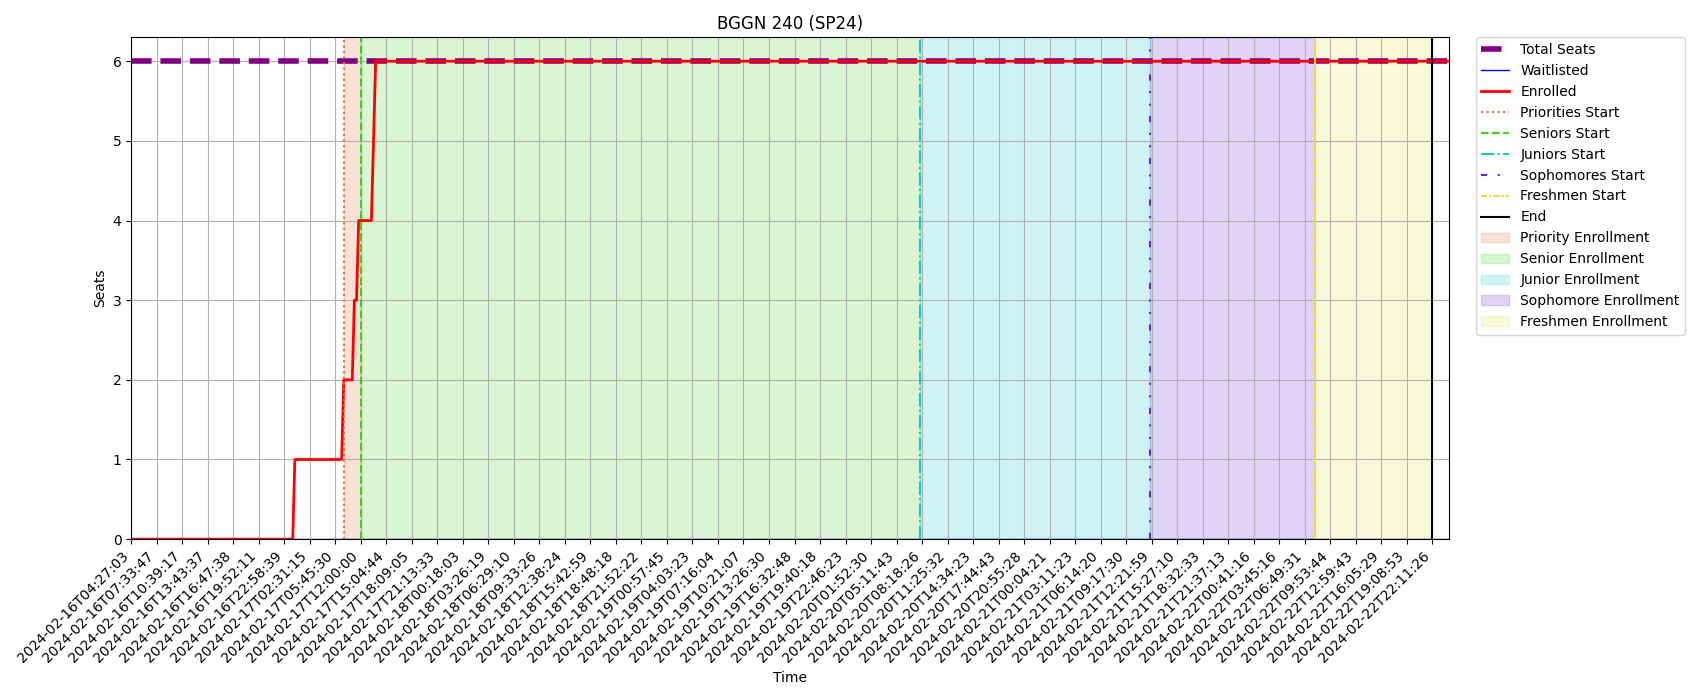 BGGN 240 (SP24)
Seats
6
5
4
3
2
1
0
2024-02-16T04:27:03
2024-02-16T07:33:47
2024-02-16T10:39:17
2024-02-16T13:43:37
2024-02-16T16:47:38
2024-02-16T19:52:11
2024-02-16T22:58:39
2024-02-17T02:31:15
2024-02-17T05:45:30
2024-02-17T12:00:00
2024-02-17T15:04:44
2024-02-17T18:09:05
2024-02-17T21:13:33
2024-02-18T00:18:03
2024-02-18T03:26:19
2024-02-18T06:29:10
2024-02-18T09:33:26
2024-02-18T12:38:24
2024-02-18T15:42:59
2024-02-18T18:48:18
2024-02-18T21:52:22
2024-02-19T00:57:45
2024-02-19T04:03:23
2024-02-19T07:16:04
2024-02-19T10:21:07
2024-02-19T13:26:30
2024-02-19T16:32:48
2024-02-19T19:40:18
2024-02-19T22:46:23
2024-02-20T01:52:30
2024-02-20T05:11:43
2024-02-20T08:18:26
2024-02-20T11:25:32
2024-02-20T14:34:23
2024-02-20T17:44:43
2024-02-20T20:55:28
2024-02-21T00:04:21
2024-02-21T03:11:23
2024-02-21T06:14:20
2024-02-21T09:17:30
2024-02-21T12:21:59
2024-02-21T15:27:10
2024-02-21T18:32:33
2024-02-21T21:37:13
2024-02-22T00:41:16
2024-02-22T03:45:16
2024-02-22T06:49:31
2024-02-22T09:53:44
2024-02-22T12:59:43
2024-02-22T16:05:29
2024-02-22T19:08:53
2024-02-22T22:11:26
Time
Total Seats
Waitlisted
Enrolled
Priorities Start
Seniors Start
Juniors Start
Sophomores Start
Freshmen Start
End
Priority Enrollment
Senior Enrollment
Junior Enrollment
Sophomore Enrollment
Freshmen Enrollment